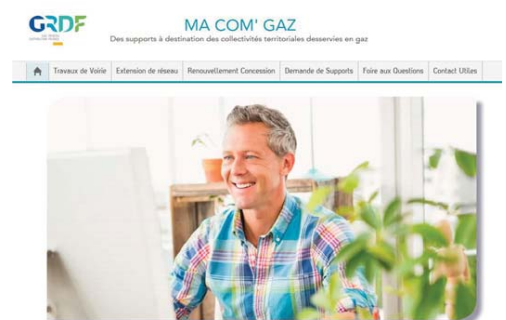 GRDF
MA COM' GAZ
Des supports à destination des collectivités territoriales desservies en gaz
Travaux de Voirie
Extension de réseau
Renouvellement Concession
Demande de Supports
Foire aux Questions
Contact Utiles